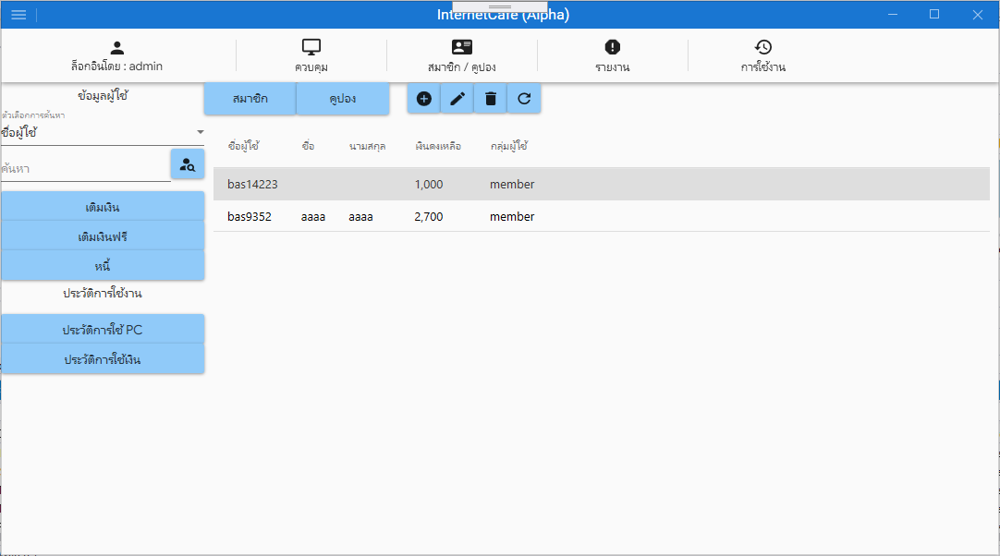 InternetCafe (Alpha)
ล็อกอินโดย : admin
ควบคุม
สมาชิก / คูปอง
รายงาน
การใช้งาน
ข้อมูลผู้ใช้
ตัวเลือกการค้นหา
ชื่อผู้ใช้
ค้นหา
เติมเงิน
เติมเงินฟรี
หนี้
ประวัติการใช้งาน
ประวัติการใช้ PC
ประวัติการใช้เงิน
สมาชิก คูปอง
ชื่อผู้ใช้ ชื่อ นามสกุล เงินคงเหลือ กลุ่มผู้ใช้
bas14223 1,000 member
bas9352 aaaa aaaa 2,700 member